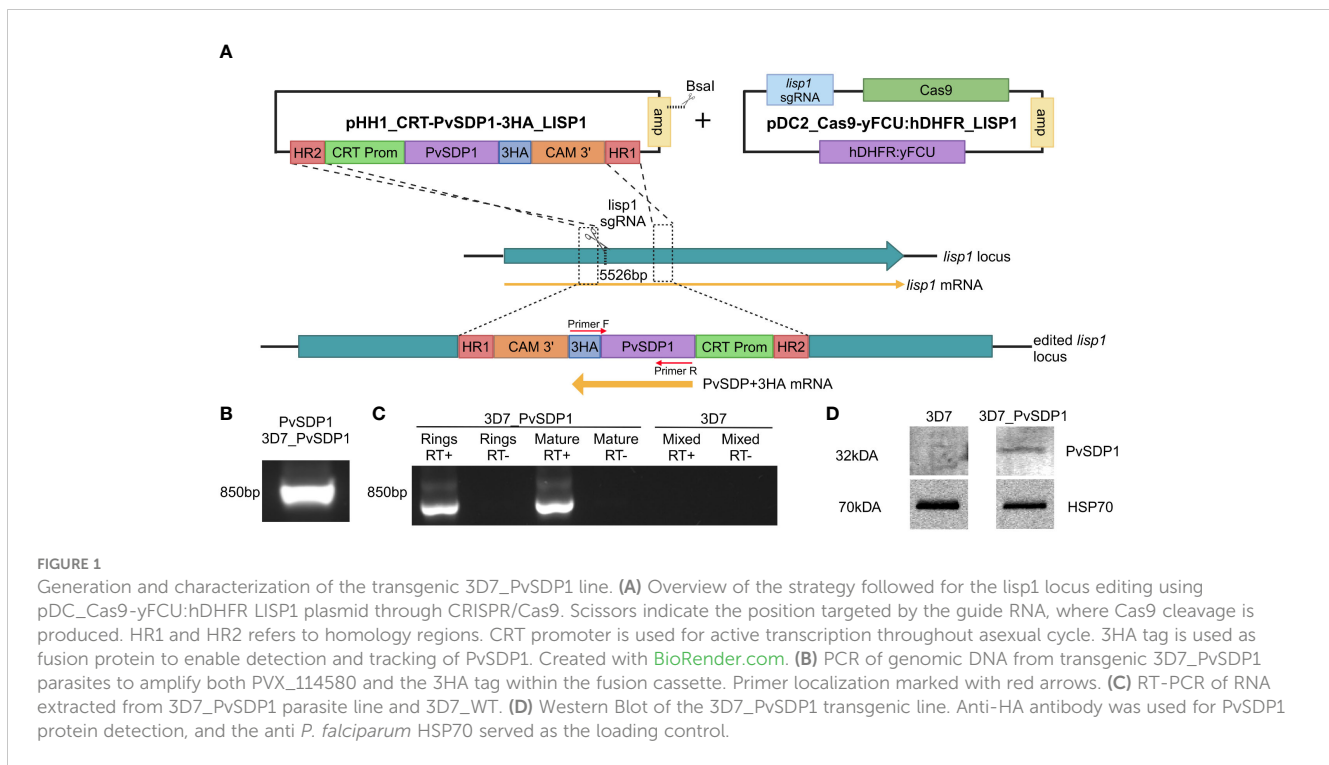 A
BsaI
amp
pHH1_CRT-PvSDP1-3HA_LISP1
HR2 CRT Prom PvSDP1 3HA CAM 3' HR1
+
lisp1 sgRNA
Cas9
pDC2_Cas9-yFCU:hDHFR_LISP1
amp
hDHFR:yFCU
lisp1
sgRNA
lisp1 locus
5526bp
lisp1 mRNA
Primer F
HR1 CAM 3' 3HA PvSDP1 CRT Prom HR2
edited lisp1
locus
Primer R
PvSDP+3HA mRNA
B
PvSDP1
3D7_PvSDP1
850bp
C
3D7_PvSDP1 3D7
Rings Rings Mature Mature Mixed Mixed
RT+ RT- RT+ RT- RT+ RT-
850bp
D
3D7 3D7_PvSDP1
32kDA PvSDP1
70kDA HSP70
FIGURE 1
Generation and characterization of the transgenic 3D7_PvSDP1 line. (A) Overview of the strategy followed for the lisp1 locus editing using
pDC_Cas9-yFCU:hDHFR LISP1 plasmid through CRISPR/Cas9. Scissors indicate the position targeted by the guide RNA, where Cas9 cleavage is
produced. HR1 and HR2 refers to homology regions. CRT promoter is used for active transcription throughout asexual cycle. 3HA tag is used as
fusion protein to enable detection and tracking of PvSDP1. Created with BioRender.com. (B) PCR of genomic DNA from transgenic 3D7_PvSDP1
parasites to amplify both PVX_114580 and the 3HA tag within the fusion cassette. Primer localization marked with red arrows. (C) RT-PCR of RNA
extracted from 3D7_PvSDP1 parasite line and 3D7_WT. (D) Western Blot of the 3D7_PvSDP1 transgenic line. Anti-HA antibody was used for PvSDP1
protein detection, and the anti P. falciparum HSP70 served as the loading control.